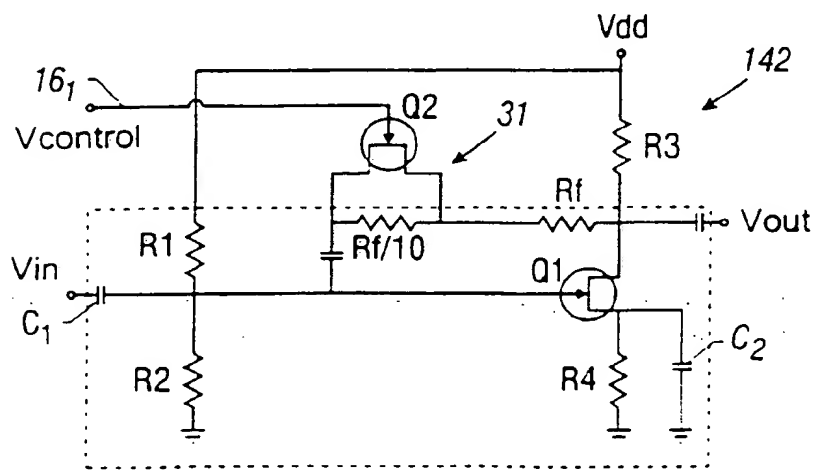 Vdd
142
16₁
Q2
31
Vcontrol
R3
Rf
Vout
R1
Rf/10
Vin
Q1
C₁
C₂
R2
R4